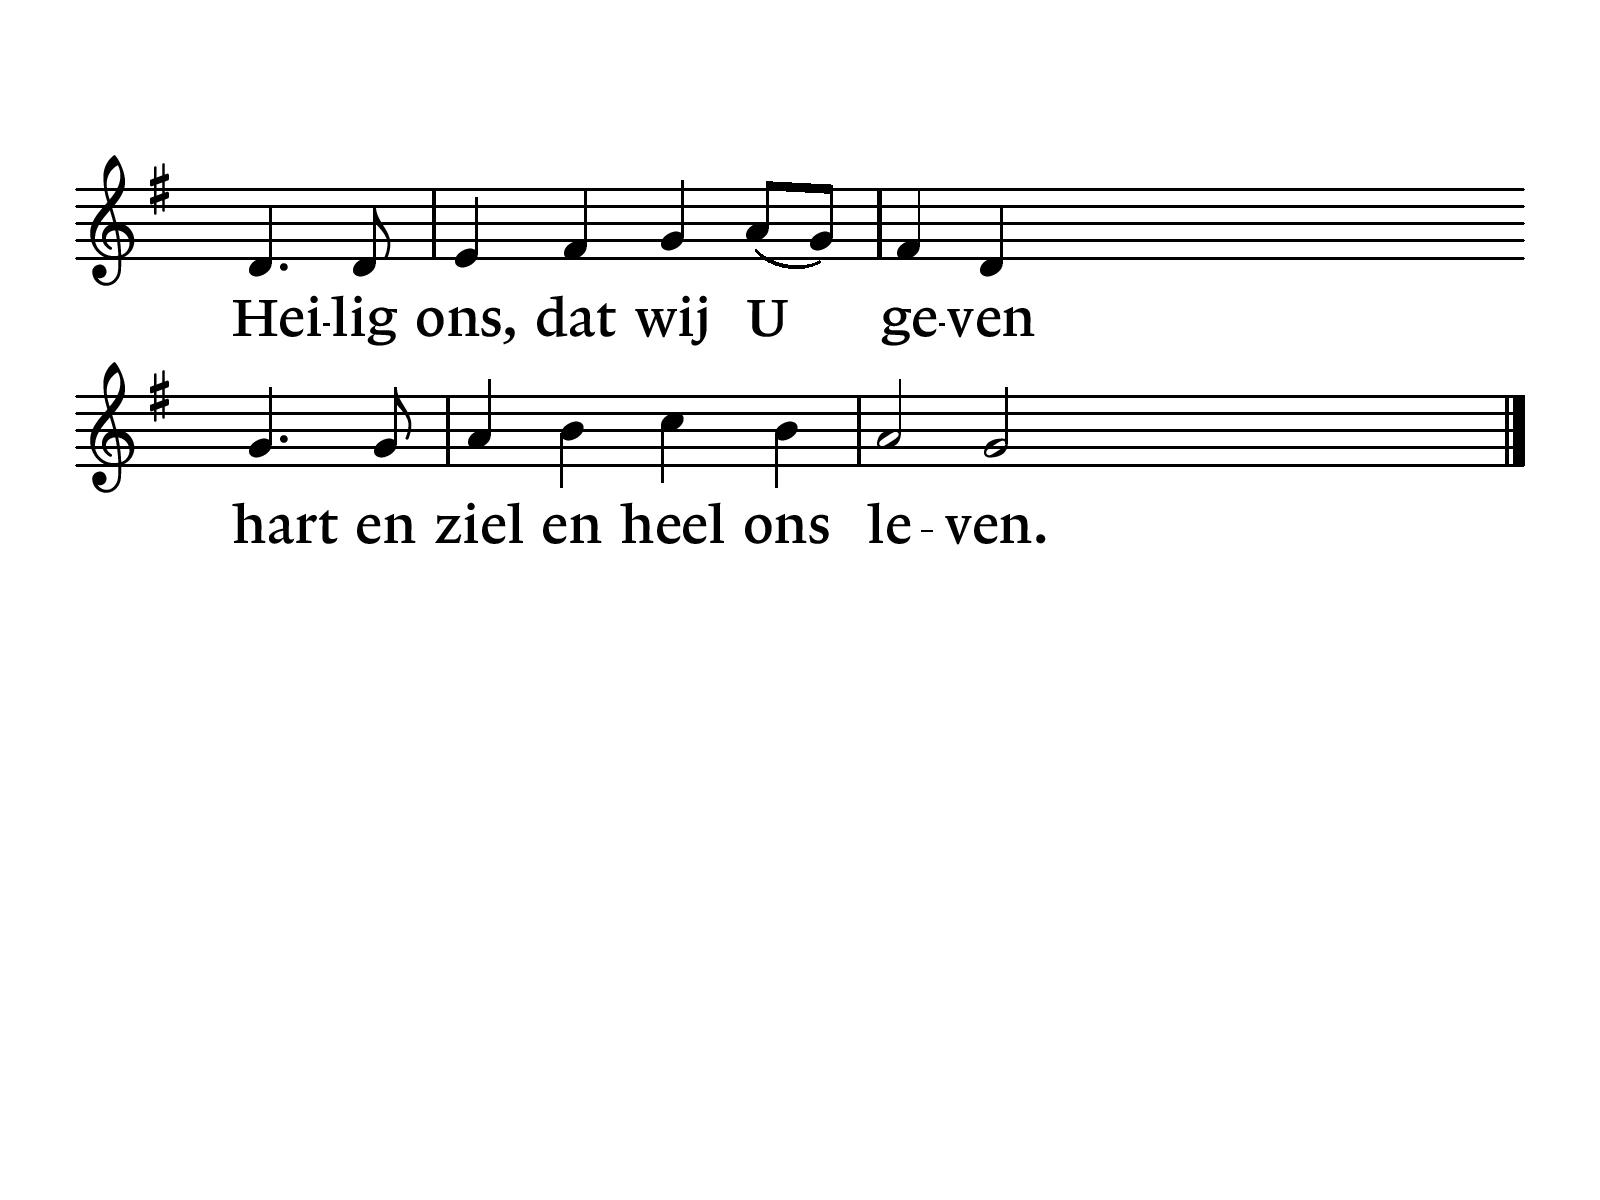 Hei-lig ons, dat wij U ge-ven
hart en ziel en heel ons le - ven.